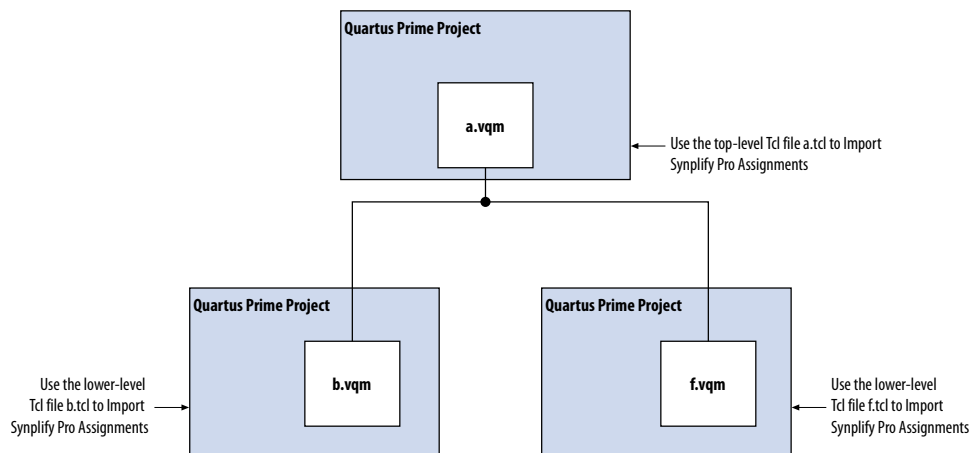 Quartus Prime Project
a.vqm
Use the top-level Tcl file a.tcl to Import
Synplify Pro Assignments
Quartus Prime Project
b.vqm
Use the lower-level
Tcl file b.tcl to Import
Synplify Pro Assignments
Quartus Prime Project
f.vqm
Use the lower-level
Tcl file f.tcl to Import
Synplify Pro Assignments